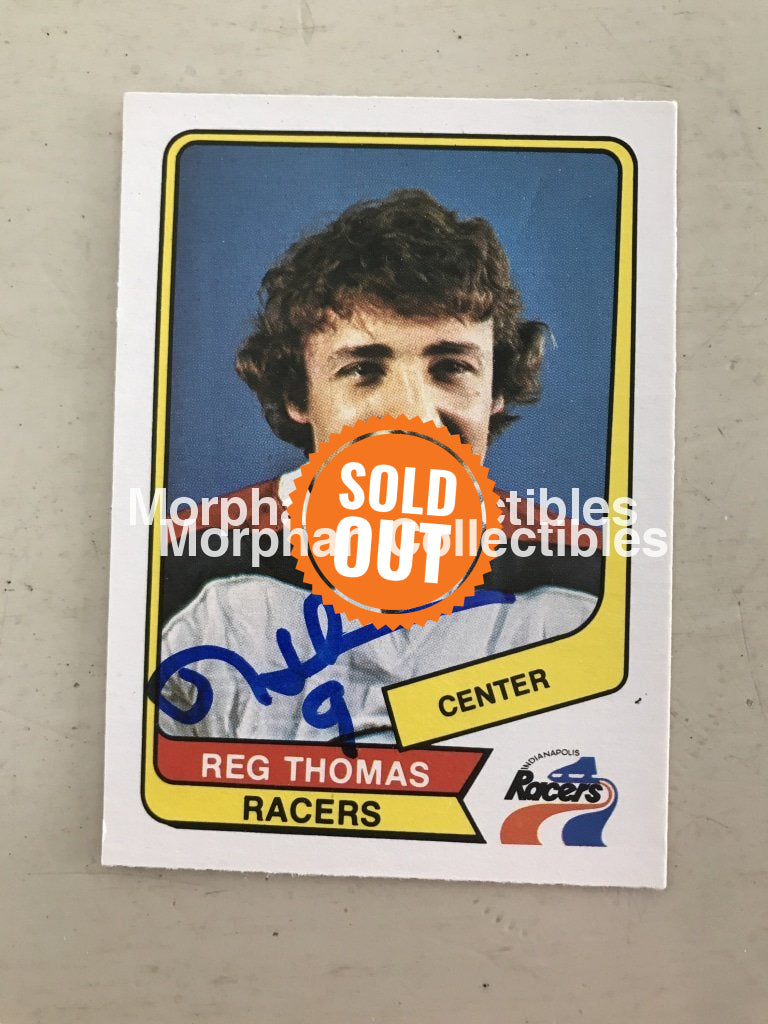 SOLD
OUT
Morphan Collectibles
Morphan Collectibles
9
CENTER
REG THOMAS
RACERS
INDIANAPOLIS
Racers